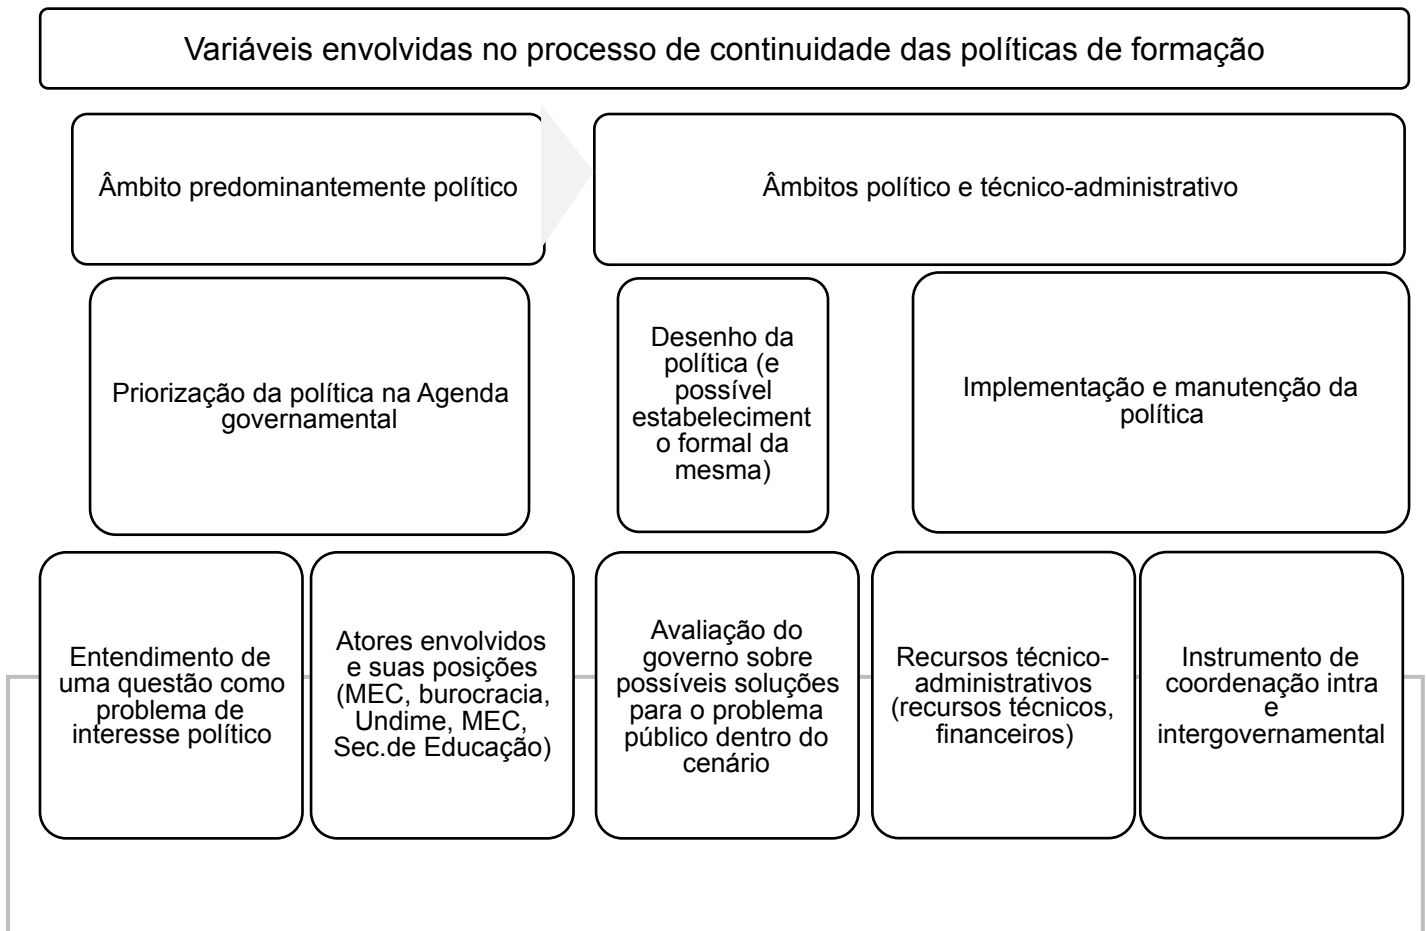 Variáveis envolvidas no processo de continuidade das políticas de formação
Âmbito predominantemente político
Âmbitos político e técnico-administrativo
Priorização da política na Agenda
governamental
Desenho da
política (e
possível
estabeleciment
o formal da
mesma)
Implementação e manutenção da
política
Entendimento de
uma questão como
problema de
interesse político
Atores envolvidos
e suas posições
(MEC, burocracia,
Undime, MEC,
Sec.de Educação)
Avaliação do
governo sobre
possíveis soluções
para o problema
público dentro do
cenário
Recursos técnico-
administrativos
(recursos técnicos,
financeiros)
Instrumento de
coordenação intra
e
intergovernamental